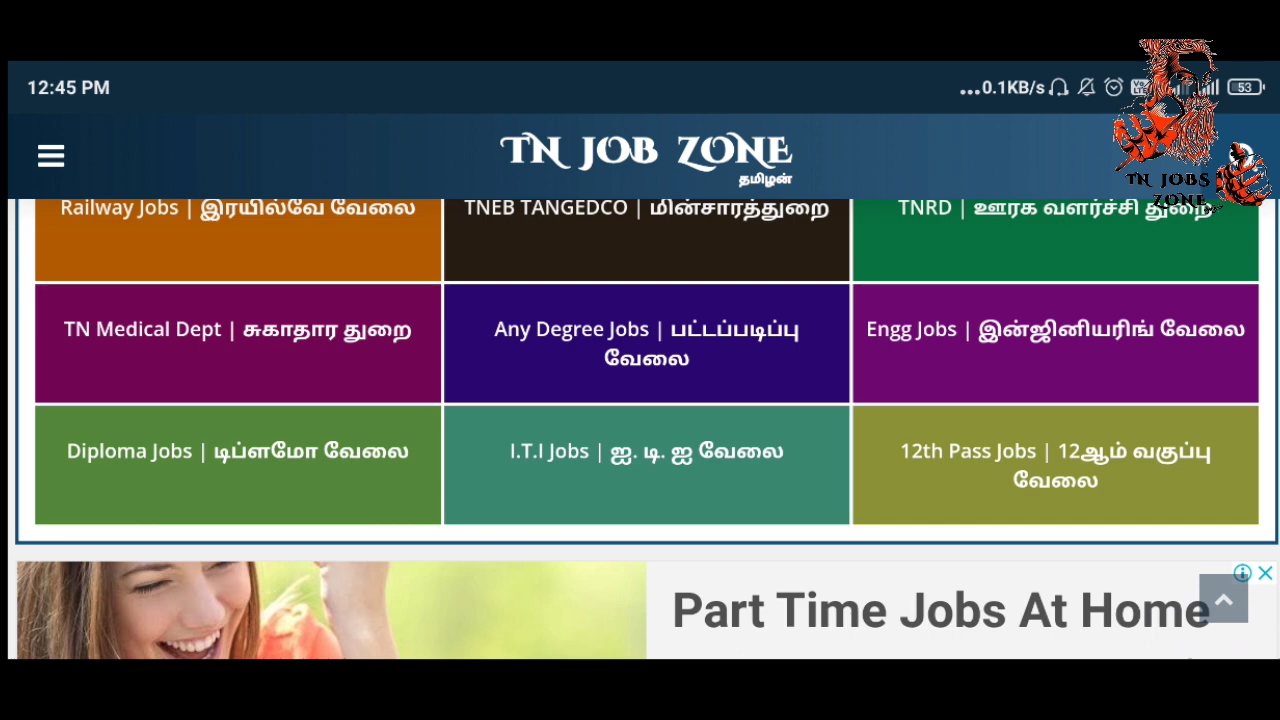 12:45 PM
...0.1KB/s
53
TN JOB ZONE
தமிழன்
TN JOBS
ZONE
Railway Jobs | இரயில்வே வேலை
TNEB TANGEDCO | மின்சாரத்துறை
TNRD | ஊரக வளர்ச்சி துறை
TN Medical Dept | சுகாதார துறை
Any Degree Jobs | பட்டப்படிப்பு
வேலை
Engg Jobs | இன்ஜினியரிங் வேலை
Diploma Jobs | டிப்ளமோ வேலை
I.T.I Jobs | ஐ. டி. ஐ வேலை
12th Pass Jobs | 12ஆம் வகுப்பு
வேலை
Part Time Jobs At Home